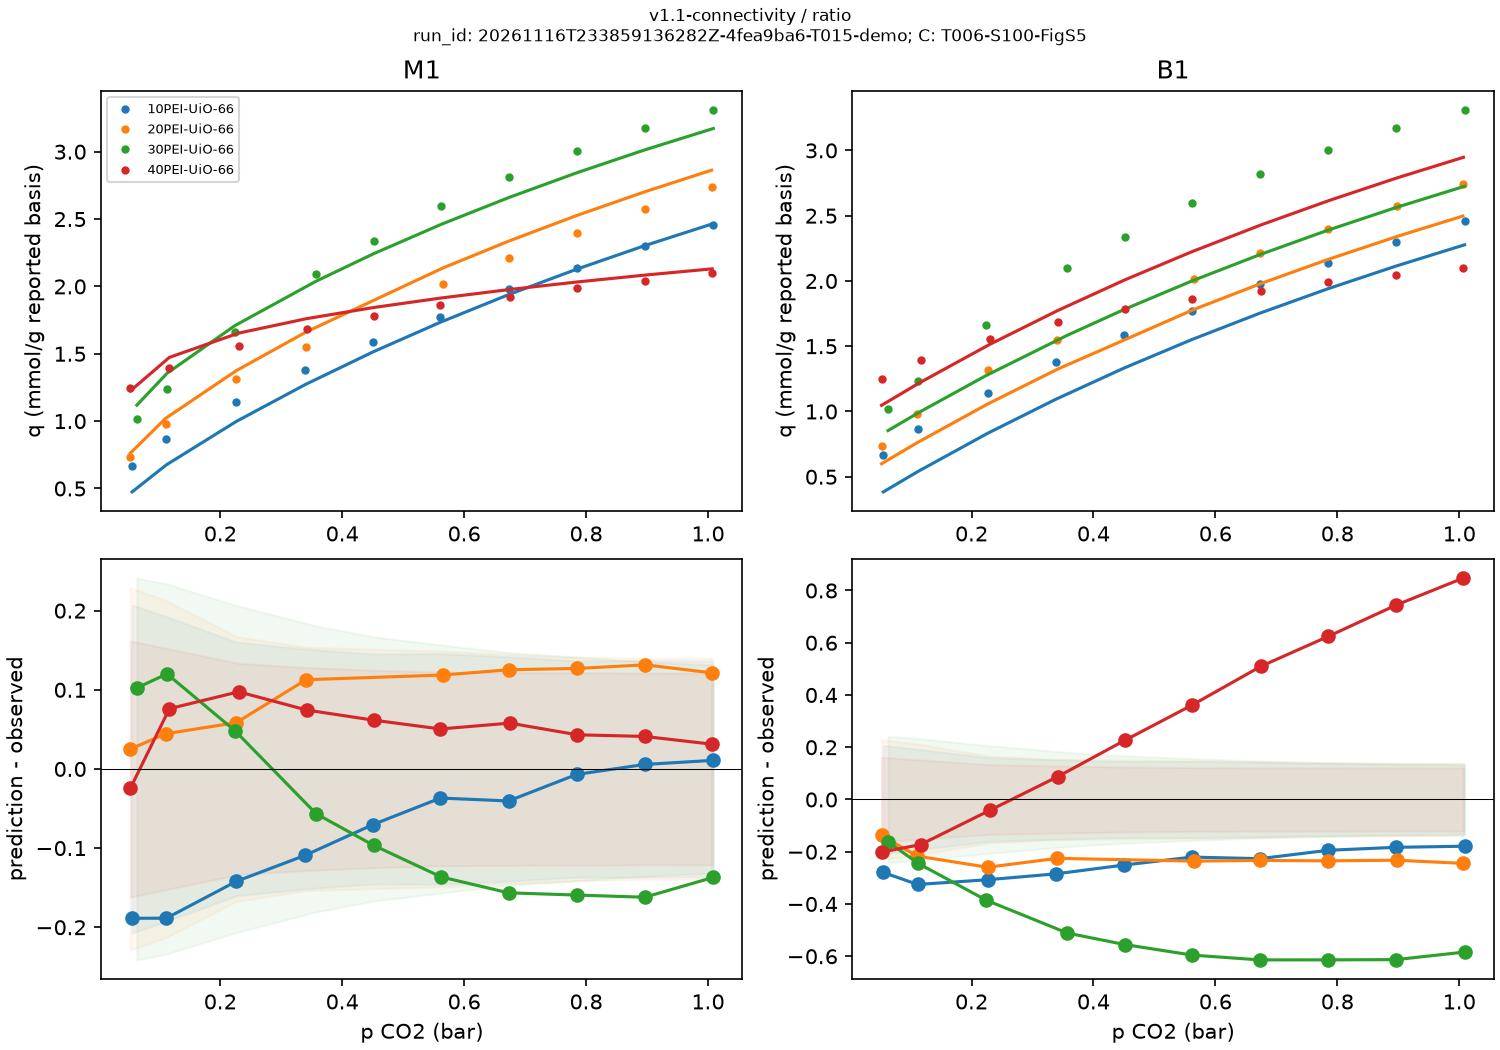 v1.1-connectivity / ratio
run_id: 20261116T233859136282Z-4fea9ba6-T015-demo; C: T006-S100-FigS5
M1
B1
10PEI-UiO-66
20PEI-UiO-66
30PEI-UiO-66
40PEI-UiO-66
q (mmol/g reported basis)
3.0
2.5
2.0
1.5
1.0
0.5
0.2 0.4 0.6 0.8 1.0
q (mmol/g reported basis)
3.0
2.5
2.0
1.5
1.0
0.5
0.2 0.4 0.6 0.8 1.0
prediction - observed
0.2
0.1
0.0
−0.1
−0.2
0.2 0.4 0.6 0.8 1.0
p CO2 (bar)
prediction - observed
0.8
0.6
0.4
0.2
0.0
−0.2
−0.4
−0.6
0.2 0.4 0.6 0.8 1.0
p CO2 (bar)